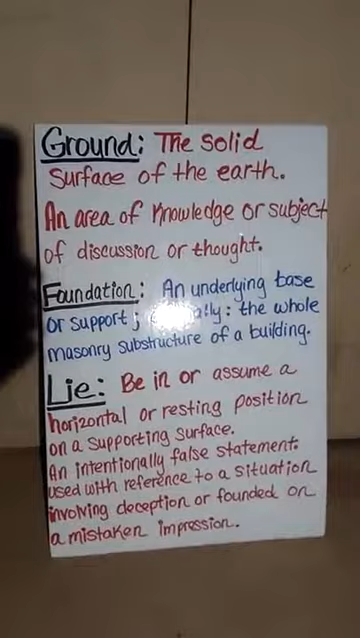 Ground: The solid
surface of the earth.
An area of knowledge or subject
of discussion or thought.
Foundation: An underlying base
or support; ally: the whole
masonry substructure of a building.
Lie: Be in or assume a
horizontal or resting position
on a supporting surface.
An intentionally false statement.
used with reference to a situation
involving deception or founded on
a mistaken impression.